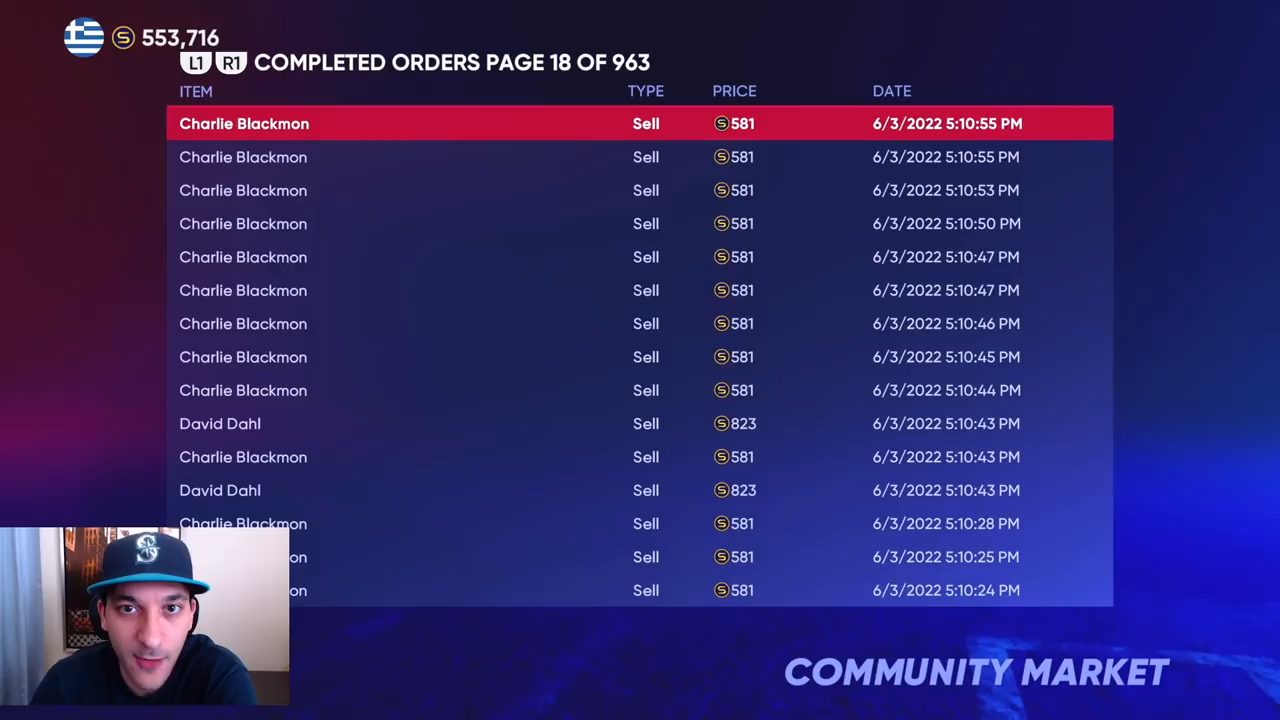 553,716
L1 R1 COMPLETED ORDERS PAGE 18 OF 963
ITEM TYPE PRICE DATE
Charlie Blackmon Sell 581 6/3/2022 5:10:55 PM
Charlie Blackmon Sell 581 6/3/2022 5:10:55 PM
Charlie Blackmon Sell 581 6/3/2022 5:10:53 PM
Charlie Blackmon Sell 581 6/3/2022 5:10:50 PM
Charlie Blackmon Sell 581 6/3/2022 5:10:47 PM
Charlie Blackmon Sell 581 6/3/2022 5:10:47 PM
Charlie Blackmon Sell 581 6/3/2022 5:10:46 PM
Charlie Blackmon Sell 581 6/3/2022 5:10:45 PM
Charlie Blackmon Sell 581 6/3/2022 5:10:44 PM
David Dahl Sell 823 6/3/2022 5:10:43 PM
Charlie Blackmon Sell 581 6/3/2022 5:10:43 PM
David Dahl Sell 823 6/3/2022 5:10:43 PM
Charlie Blackmon Sell 581 6/3/2022 5:10:28 PM
on Sell 581 6/3/2022 5:10:25 PM
on Sell 581 6/3/2022 5:10:24 PM
COMMUNITY MARKET